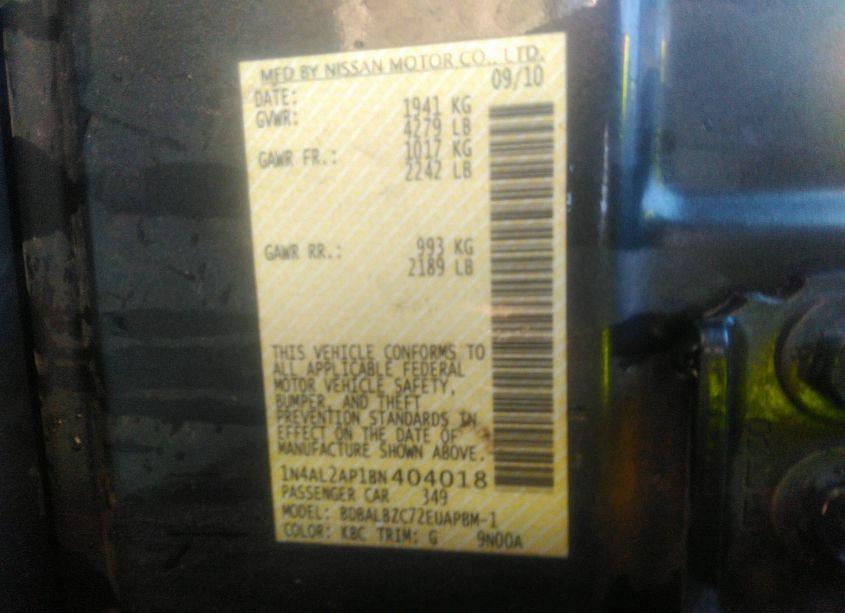 MFD BY NISSAN MOTOR CO., LTD.
DATE: 09/10
GVWR: 1941 KG
4279 LB
GAWR FR.: 1017 KG
2242 LB
GAWR RR.: 993 KG
2189 LB
THIS VEHICLE CONFORMS TO
ALL APPLICABLE FEDERAL
MOTOR VEHICLE SAFETY,
BUMPER, AND THEFT
PREVENTION STANDARDS IN
EFFECT ON THE DATE OF
MANUFACTURE SHOWN ABOVE.
1N4AL2AP1BN404018
PASSENGER CAR 349
MODEL: BDBALBZC72EUAPBM-1
COLOR: KBC TRIM: G 9N00A